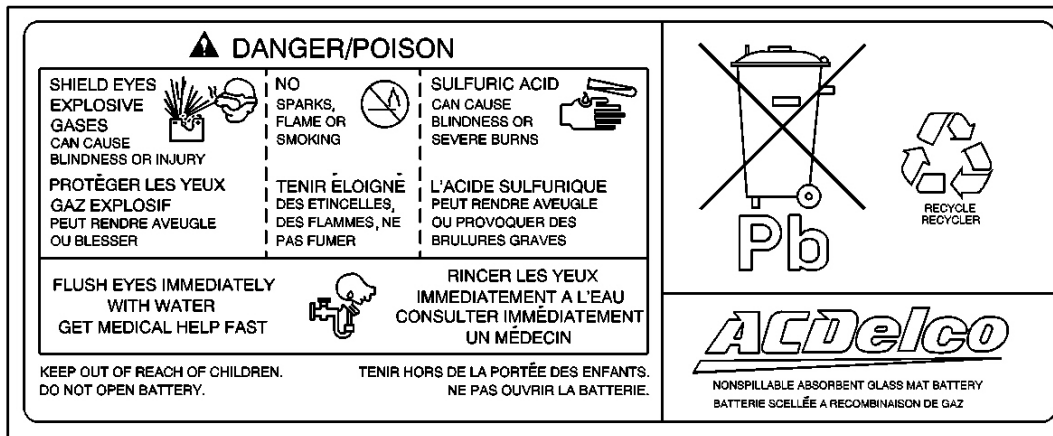 DANGER/POISON
SHIELD EYES
EXPLOSIVE
GASES
CAN CAUSE
BLINDNESS OR INJURY
PROTÉGER LES YEUX
GAZ EXPLOSIF
PEUT RENDRE AVEUGLE
OU BLESSER
NO
SPARKS,
FLAME OR
SMOKING
TENIR ÉLOIGNÉ
DES ETINCELLES,
DES FLAMMES, NE
PAS FUMER
SULFURIC ACID
CAN CAUSE
BLINDNESS OR
SEVERE BURNS
L'ACIDE SULFURIQUE
PEUT RENDRE AVEUGLE
OU PROVOQUER DES
BRULURES GRAVES
FLUSH EYES IMMEDIATELY
WITH WATER
GET MEDICAL HELP FAST
RINCER LES YEUX
IMMEDIATEMENT A L'EAU
CONSULTER IMMÉDIATEMENT
UN MÉDECIN
KEEP OUT OF REACH OF CHILDREN.
DO NOT OPEN BATTERY.
TENIR HORS DE LA PORTÉE DES ENFANTS.
NE PAS OUVRIR LA BATTERIE.
Pb
RECYCLE
RECYCLER
ACDelco
NONSPILLABLE ABSORBENT GLASS MAT BATTERY
BATTERIE SCELLÉE A RECOMBINAISON DE GAZ